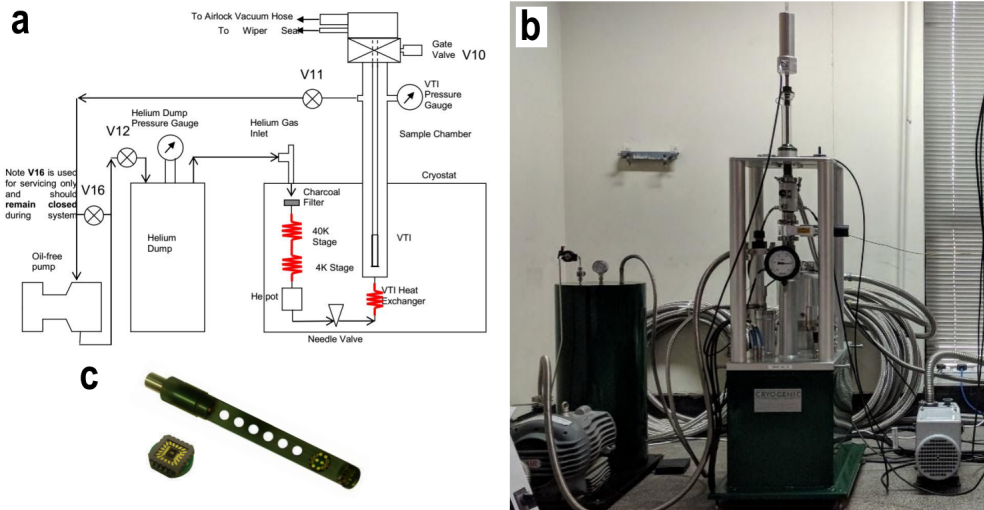 a
To Airlock Vacuum Hose
To Wiper Seal
Gate
Valve V10
V11
VTI
Pressure
Gauge
Helium Dump
Pressure Gauge
V12
Helium Gas
Inlet
Sample Chamber
Note V16 is used
for servicing only
and should
remain closed
during system
V16
Cryostat
Charcoal
Filter
40K
Stage
4K Stage
VTI
Helium
Dump
Oil-free
pump
He pot
VTI Heat
Exchanger
Needle Valve
b
CRYOGENIC
c